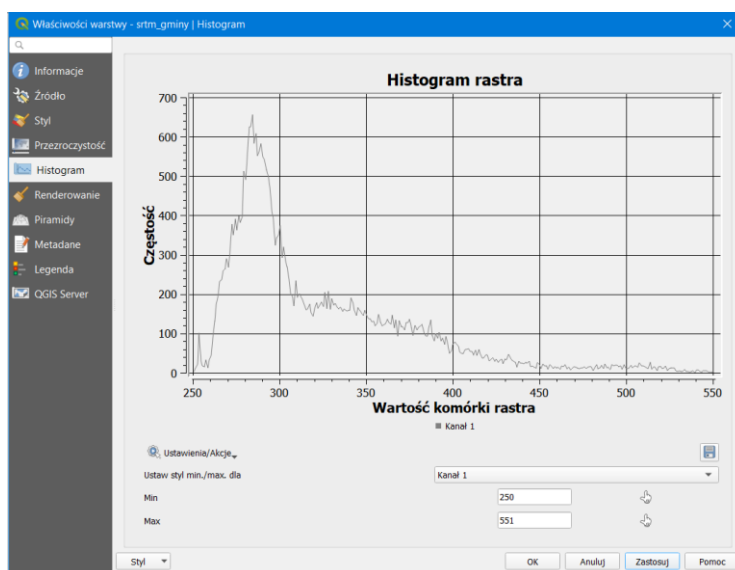 Właściwości warstwy - srtm_gminy | Histogram
Informacje
Źródło
Styl
Przezroczystość
Histogram
Renderowanie
Piramidy
Metadane
Legenda
QGIS Server
Histogram rastra
700
600
500
400
300
200
100
0
Częstość
250 300 350 400 450 500 550
Wartość komórki rastra
Kanał 1
Ustawienia/Akcje
Ustaw styl min./max. dla Kanał 1
Min 250
Max 551
Styl OK Anuluj Zastosuj Pomoc